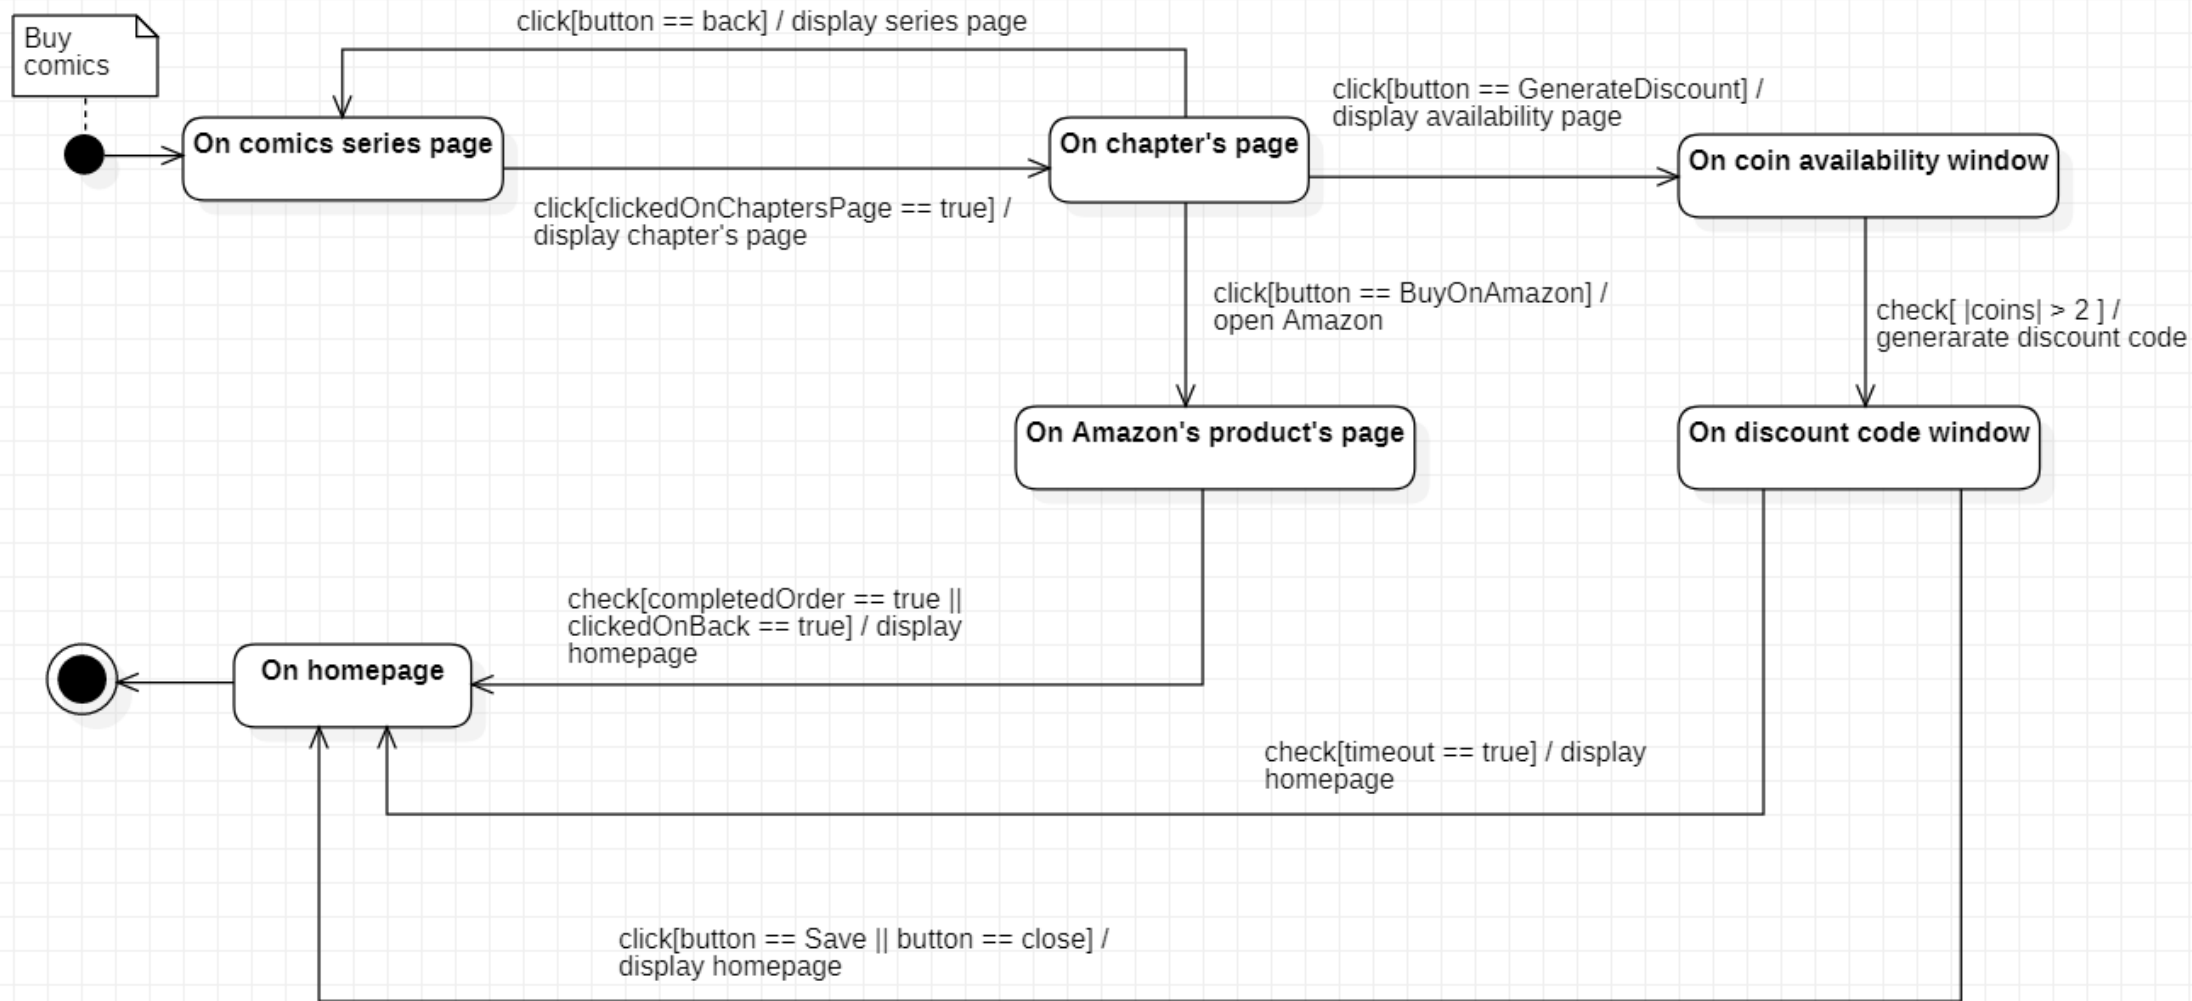 Buy
comics
click[button == back] / display series page
On comics series page
click[clickedOnChaptersPage == true] /
display chapter's page
On chapter's page
click[button == GenerateDiscount] /
display availability page
On coin availability window
click[button == BuyOnAmazon] /
open Amazon
check[ |coins| > 2 ] /
generarate discount code
On Amazon's product's page
On discount code window
check[completedOrder == true ||
clickedOnBack == true] / display
homepage
On homepage
check[timeout == true] / display
homepage
click[button == Save || button == close] /
display homepage